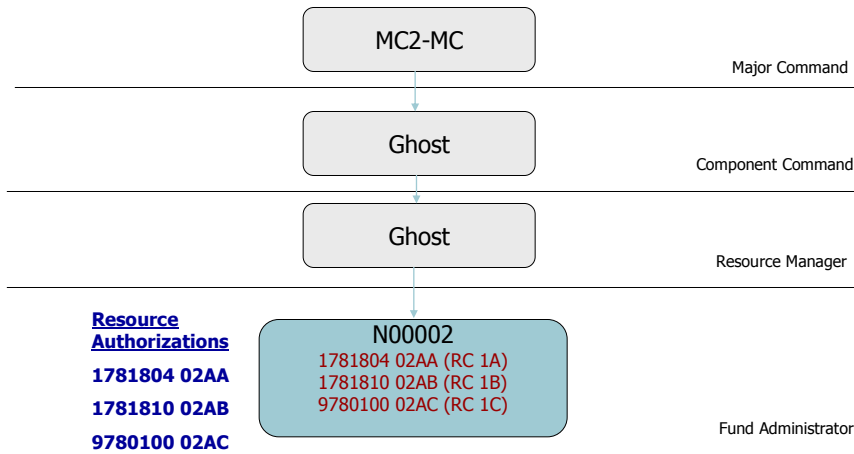 MC2-MC
Major Command
Ghost
Component Command
Ghost
Resource Manager
Resource
Authorizations
1781804 02AA
1781810 02AB
9780100 02AC
N00002
1781804 02AA (RC 1A)
1781810 02AB (RC 1B)
9780100 02AC (RC 1C)
Fund Administrator